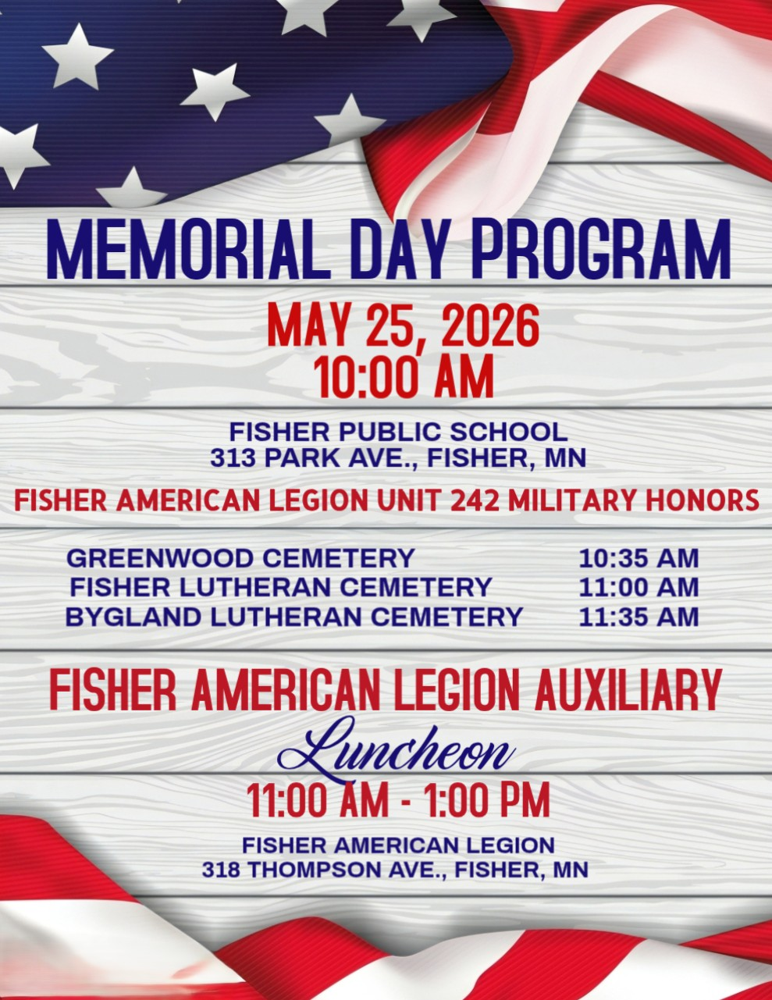 MEMORIAL DAY PROGRAM
MAY 25, 2026
10:00 AM
FISHER PUBLIC SCHOOL
313 PARK AVE., FISHER, MN
FISHER AMERICAN LEGION UNIT 242 MILITARY HONORS
GREENWOOD CEMETERY 10:35 AM
FISHER LUTHERAN CEMETERY 11:00 AM
BYGLAND LUTHERAN CEMETERY 11:35 AM
FISHER AMERICAN LEGION AUXILIARY
Luncheon
11:00 AM - 1:00 PM
FISHER AMERICAN LEGION
318 THOMPSON AVE., FISHER, MN